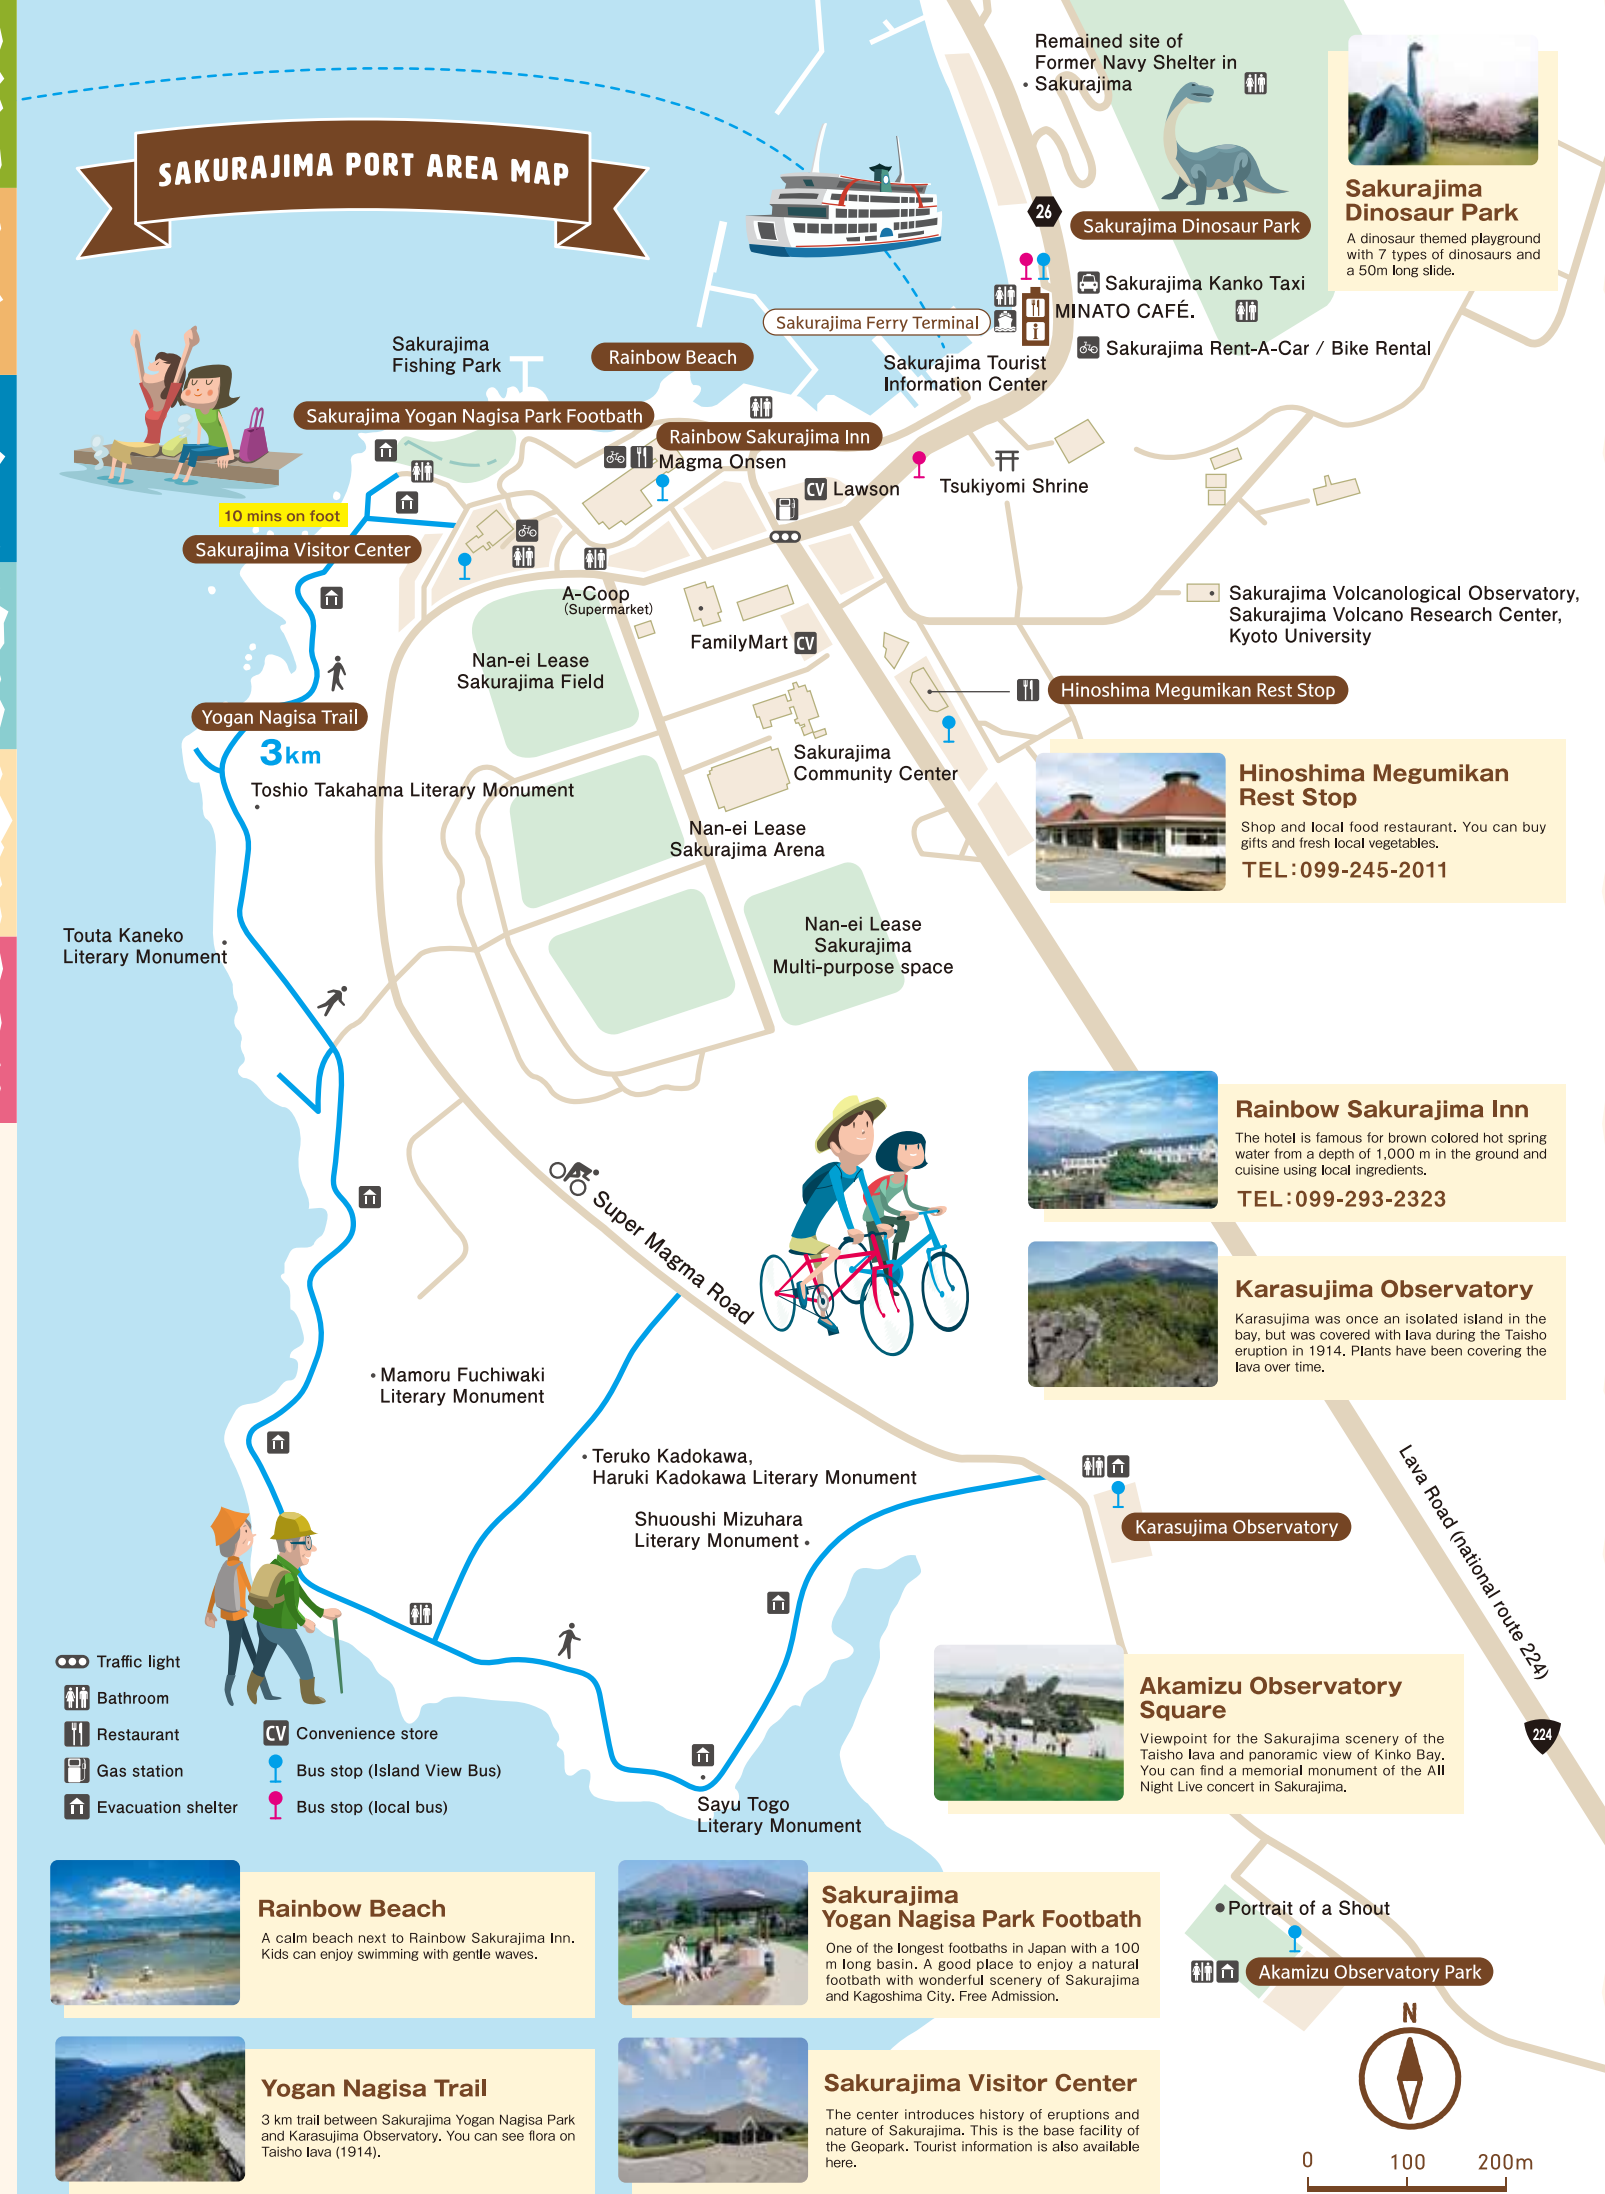 SAKURAJIMA PORT AREA MAP
Remained site of
Former Navy Shelter in
Sakurajima
26
Sakurajima Dinosaur Park
Sakurajima
Dinosaur Park
A dinosaur themed playground
with 7 types of dinosaurs and
a 50m long slide.
Sakurajima Kanko Taxi
MINATO CAFÉ.
Sakurajima Ferry Terminal
i
Sakurajima Rent-A-Car / Bike Rental
Sakurajima Tourist
Information Center
Sakurajima
Fishing Park
Rainbow Beach
Sakurajima Yogan Nagisa Park Footbath
Rainbow Sakurajima Inn
Magma Onsen
CV Lawson
Tsukiyomi Shrine
10 mins on foot
Sakurajima Visitor Center
A-Coop
(Supermarket)
FamilyMart CV
Sakurajima Volcanological Observatory,
Sakurajima Volcano Research Center,
Kyoto University
Nan-ei Lease
Sakurajima Field
Hinoshima Megumikan Rest Stop
Yogan Nagisa Trail
3km
Toshio Takahama Literary Monument
Sakurajima
Community Center
Hinoshima Megumikan
Rest Stop
Shop and local food restaurant. You can buy
gifts and fresh local vegetables.
TEL:099-245-2011
Nan-ei Lease
Sakurajima Arena
Touta Kaneko
Literary Monument
Nan-ei Lease
Sakurajima
Multi-purpose space
Rainbow Sakurajima Inn
The hotel is famous for brown colored hot spring
water from a depth of 1,000 m in the ground and
cuisine using local ingredients.
TEL:099-293-2323
Super Magma Road
Karasujima Observatory
Karasujima was once an isolated island in the
bay, but was covered with lava during the Taisho
eruption in 1914. Plants have been covering the
lava over time.
Mamoru Fuchiwaki
Literary Monument
Teruko Kadokawa,
Haruki Kadokawa Literary Monument
Shuoushi Mizuhara
Literary Monument
Karasujima Observatory
Lava Road (national route 224)
224
Akamizu Observatory
Square
Viewpoint for the Sakurajima scenery of the
Taisho lava and panoramic view of Kinko Bay.
You can find a memorial monument of the All
Night Live concert in Sakurajima.
Traffic light
Bathroom
Restaurant
Gas station
Evacuation shelter
CV Convenience store
Bus stop (Island View Bus)
Bus stop (local bus)
Sayu Togo
Literary Monument
Rainbow Beach
A calm beach next to Rainbow Sakurajima Inn.
Kids can enjoy swimming with gentle waves.
Sakurajima
Yogan Nagisa Park Footbath
One of the longest footbaths in Japan with a 100
m long basin. A good place to enjoy a natural
footbath with wonderful scenery of Sakurajima
and Kagoshima City. Free Admission.
Portrait of a Shout
Akamizu Observatory Park
Yogan Nagisa Trail
3 km trail between Sakurajima Yogan Nagisa Park
and Karasujima Observatory. You can see flora on
Taisho lava (1914).
Sakurajima Visitor Center
The center introduces history of eruptions and
nature of Sakurajima. This is the base facility of
the Geopark. Tourist information is also available
here.
N
0 100 200m